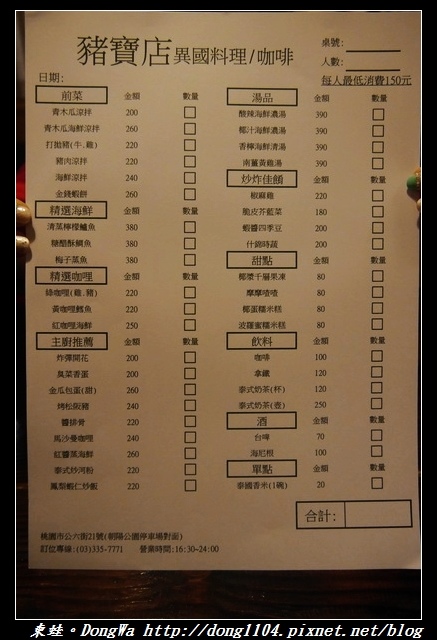 豬寶店 異國料理/咖啡
桌號:
人數:
每人最低消費150元
日期:
前菜 金額 數量
青木瓜涼拌 200
青木瓜海鮮涼拌 260
打拋豬(牛.雞) 220
豬肉涼拌 220
海鮮涼拌 240
金錢蝦餅 260
精選海鮮 金額 數量
清蒸檸檬鱸魚 380
糖醋酥鯛魚 380
梅子蒸魚 380
精選咖哩 金額 數量
綠咖哩(雞.豬) 220
黃咖哩鱈魚 220
紅咖哩海鮮 250
主廚推薦 金額 數量
炸彈開花 200
臭菜香蛋 200
金瓜包蛋(甜) 260
烤松阪豬 240
醬排骨 220
馬沙曼咖哩 240
紅醬蒸海鮮 260
泰式炒河粉 220
鳳梨蝦仁炒飯 220
湯品 金額 數量
酸辣海鮮濃湯 390
椰汁海鮮濃湯 390
香檸海鮮清湯 390
南薑黃雞湯 390
炒炸佳餚 金額 數量
椒麻雞 220
脆皮芥藍菜 180
蝦醬四季豆 200
什錦時蔬 200
甜點 金額 數量
椰漿千層果凍 80
摩摩喳喳 80
椰蛋糯米糕 80
波羅蜜糯米糕 80
飲料 金額 數量
咖啡 100
拿鐵 120
泰式奶茶(杯) 120
泰式奶茶(壺) 250
酒 金額 數量
台啤 70
海尼根 100
單點 金額 數量
泰國香米(1碗) 20
合計:
桃園市公六街21號(朝陽公園停車場對面)
訂位專線:(03)335-7771 營業時間:16:30~24:00
東蛙。DongWa http://dong1104.pixnet.net/blog